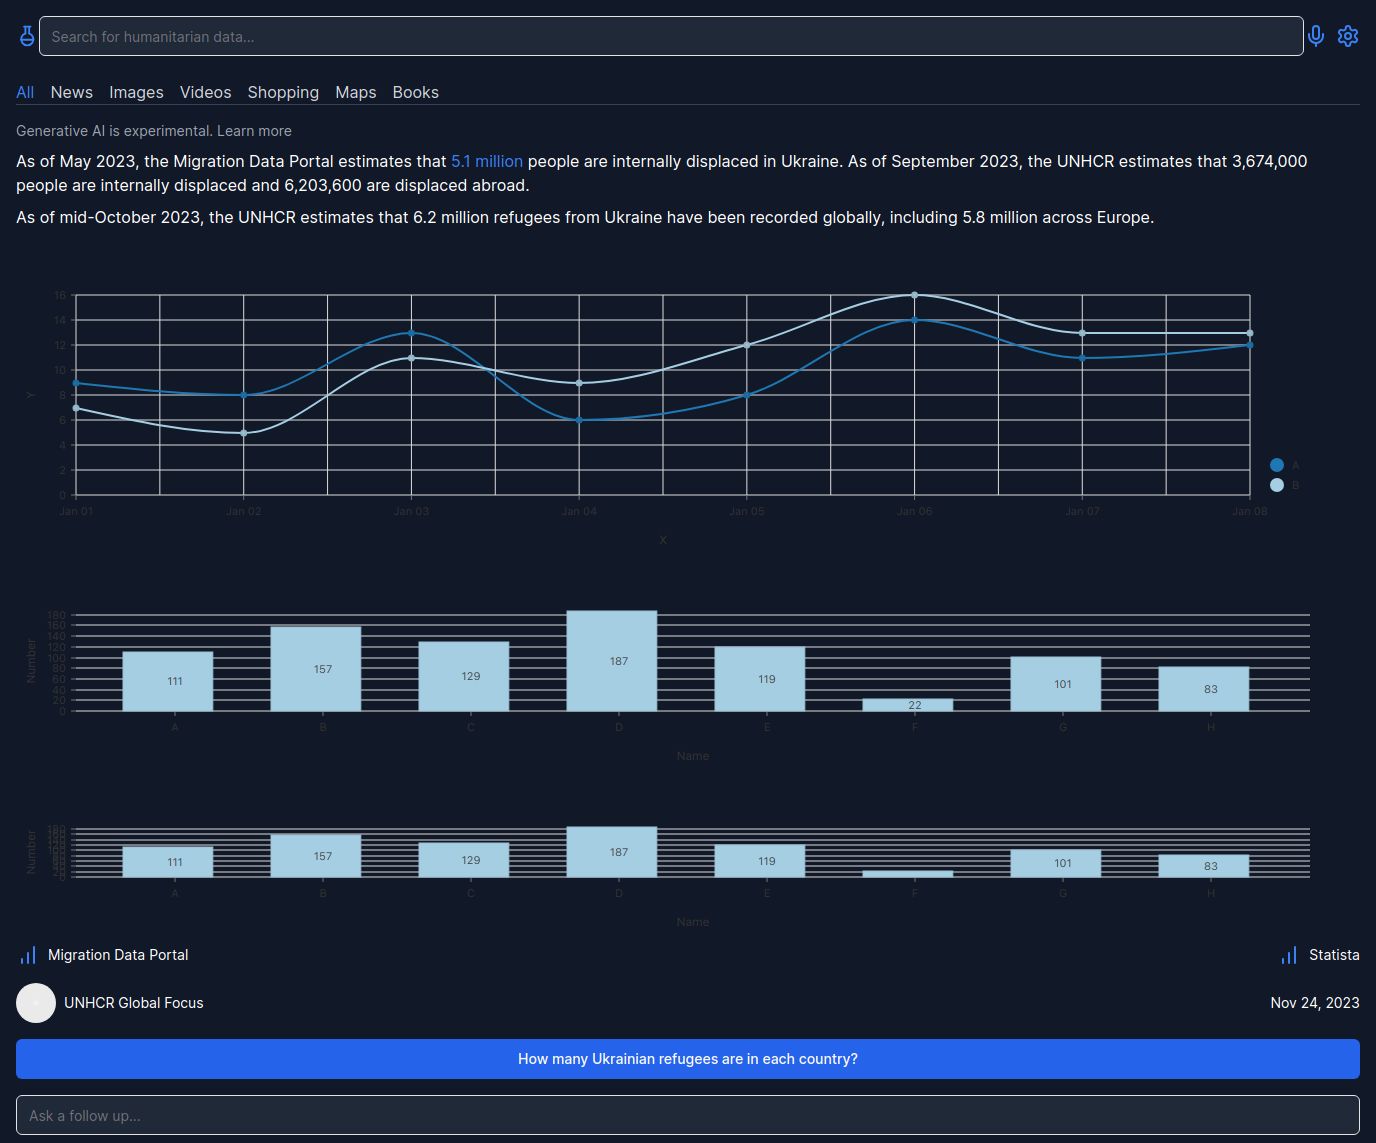 Search for humanitarian data...
All News Images Videos Shopping Maps Books
Generative AI is experimental. Learn more
As of May 2023, the Migration Data Portal estimates that 5.1 million people are internally displaced in Ukraine. As of September 2023, the UNHCR estimates that 3,674,000
people are internally displaced and 6,203,600 are displaced abroad.
As of mid-October 2023, the UNHCR estimates that 6.2 million refugees from Ukraine have been recorded globally, including 5.8 million across Europe.
16
14
12
10
Y
8
6
4
2
0
A
B
Jan 01 Jan 02 Jan 03 Jan 04 Jan 05 Jan 06 Jan 07 Jan 08
X
Number
180
160
140
120
100
80
60
40
20
0
111 157 129 187 119 22 101 83
A B C D E F G H
Name
Number
180
0
111 157 129 187 119 101 83
A B C D E F G H
Name
Migration Data Portal
Statista
UNHCR Global Focus
Nov 24, 2023
How many Ukrainian refugees are in each country?
Ask a follow up...